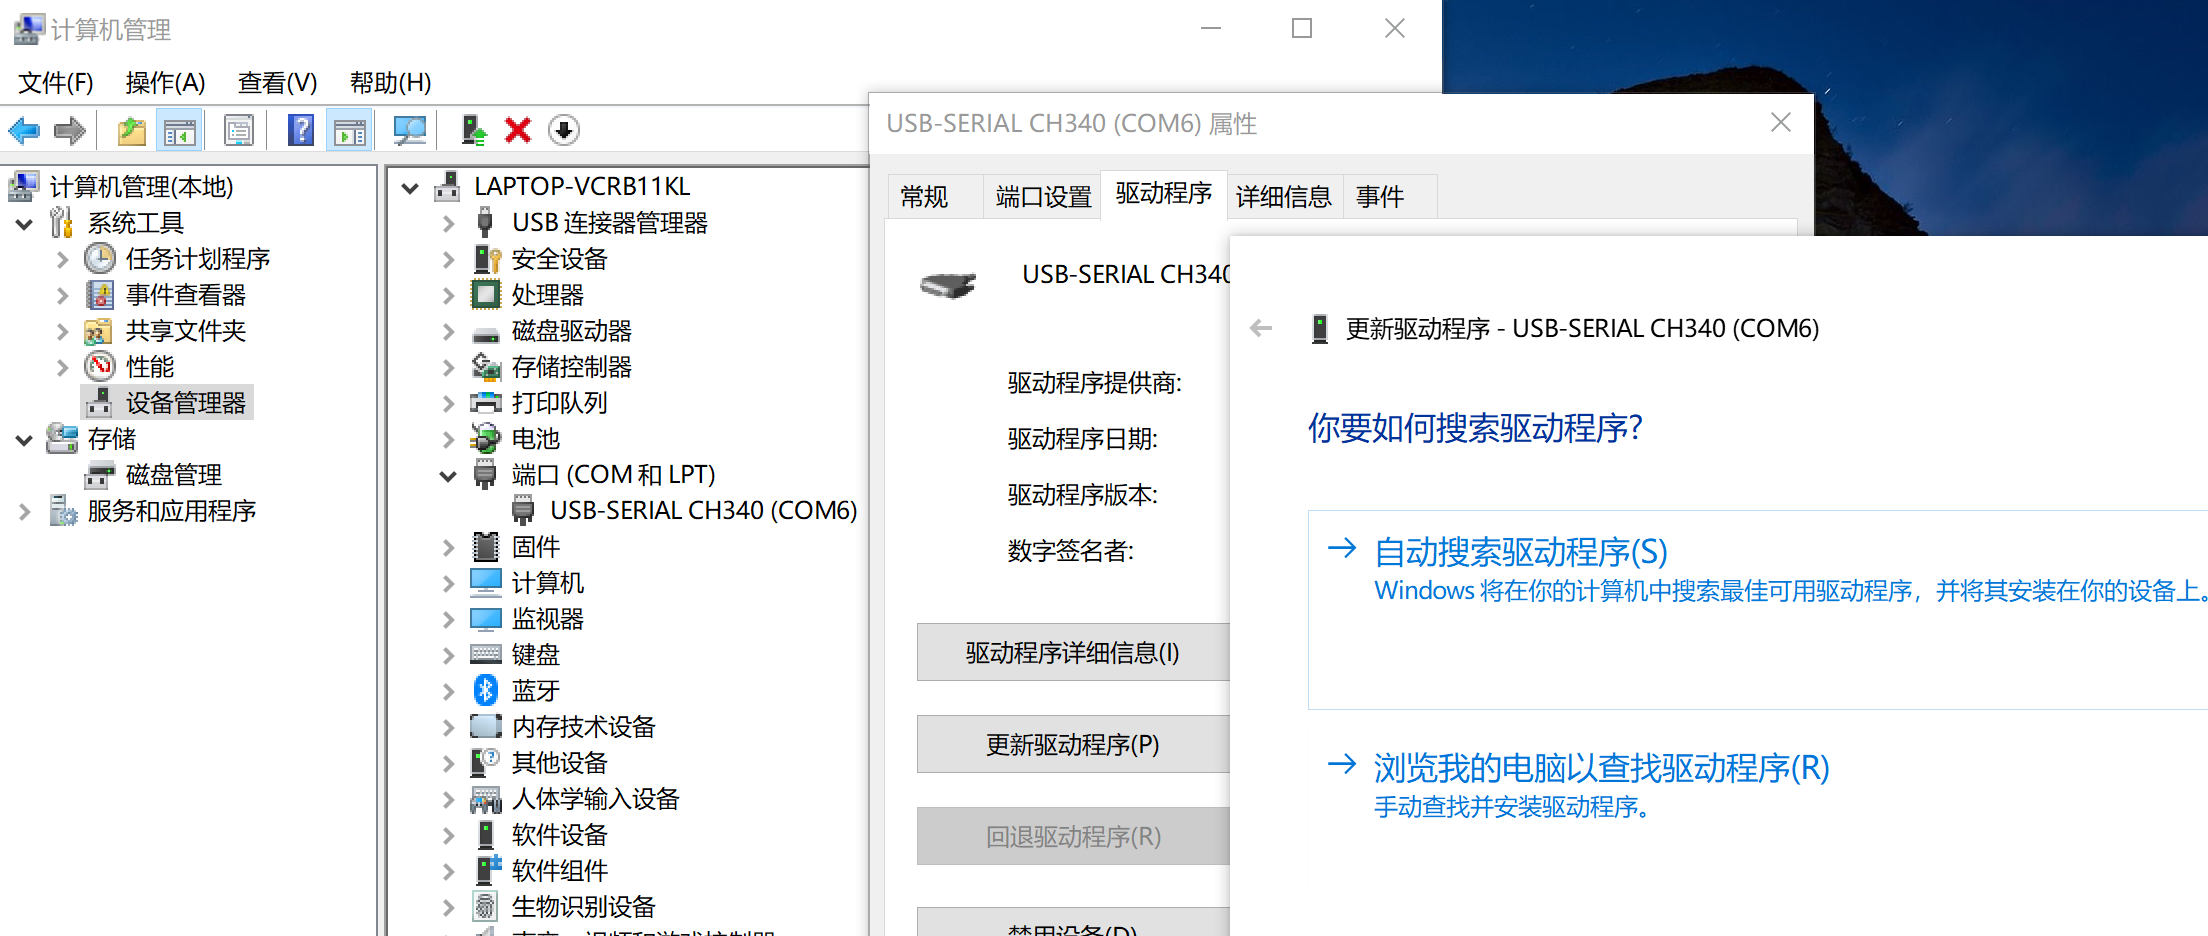 计算机管理
文件(F) 操作(A) 查看(V) 帮助(H)
计算机管理(本地)
系统工具
任务计划程序
事件查看器
共享文件夹
性能
设备管理器
存储
磁盘管理
服务和应用程序
LAPTOP-VCRB11KL
USB 连接器管理器
安全设备
处理器
磁盘驱动器
存储控制器
打印队列
电池
端口 (COM 和 LPT)
USB-SERIAL CH340 (COM6)
固件
计算机
监视器
键盘
蓝牙
内存技术设备
其他设备
人体学输入设备
软件设备
软件组件
生物识别设备
USB-SERIAL CH340 (COM6) 属性
常规 端口设置 驱动程序 详细信息 事件
USB-SERIAL CH340
驱动程序提供商:
驱动程序日期:
驱动程序版本:
数字签名者:
驱动程序详细信息(I)
更新驱动程序(P)
回退驱动程序(R)
禁用设备(D)
更新驱动程序 - USB-SERIAL CH340 (COM6)
你要如何搜索驱动程序?
自动搜索驱动程序(S)
Windows 将在你的计算机中搜索最佳可用驱动程序，并将其安装在你的设备上。
浏览我的电脑以查找驱动程序(R)
手动查找并安装驱动程序。